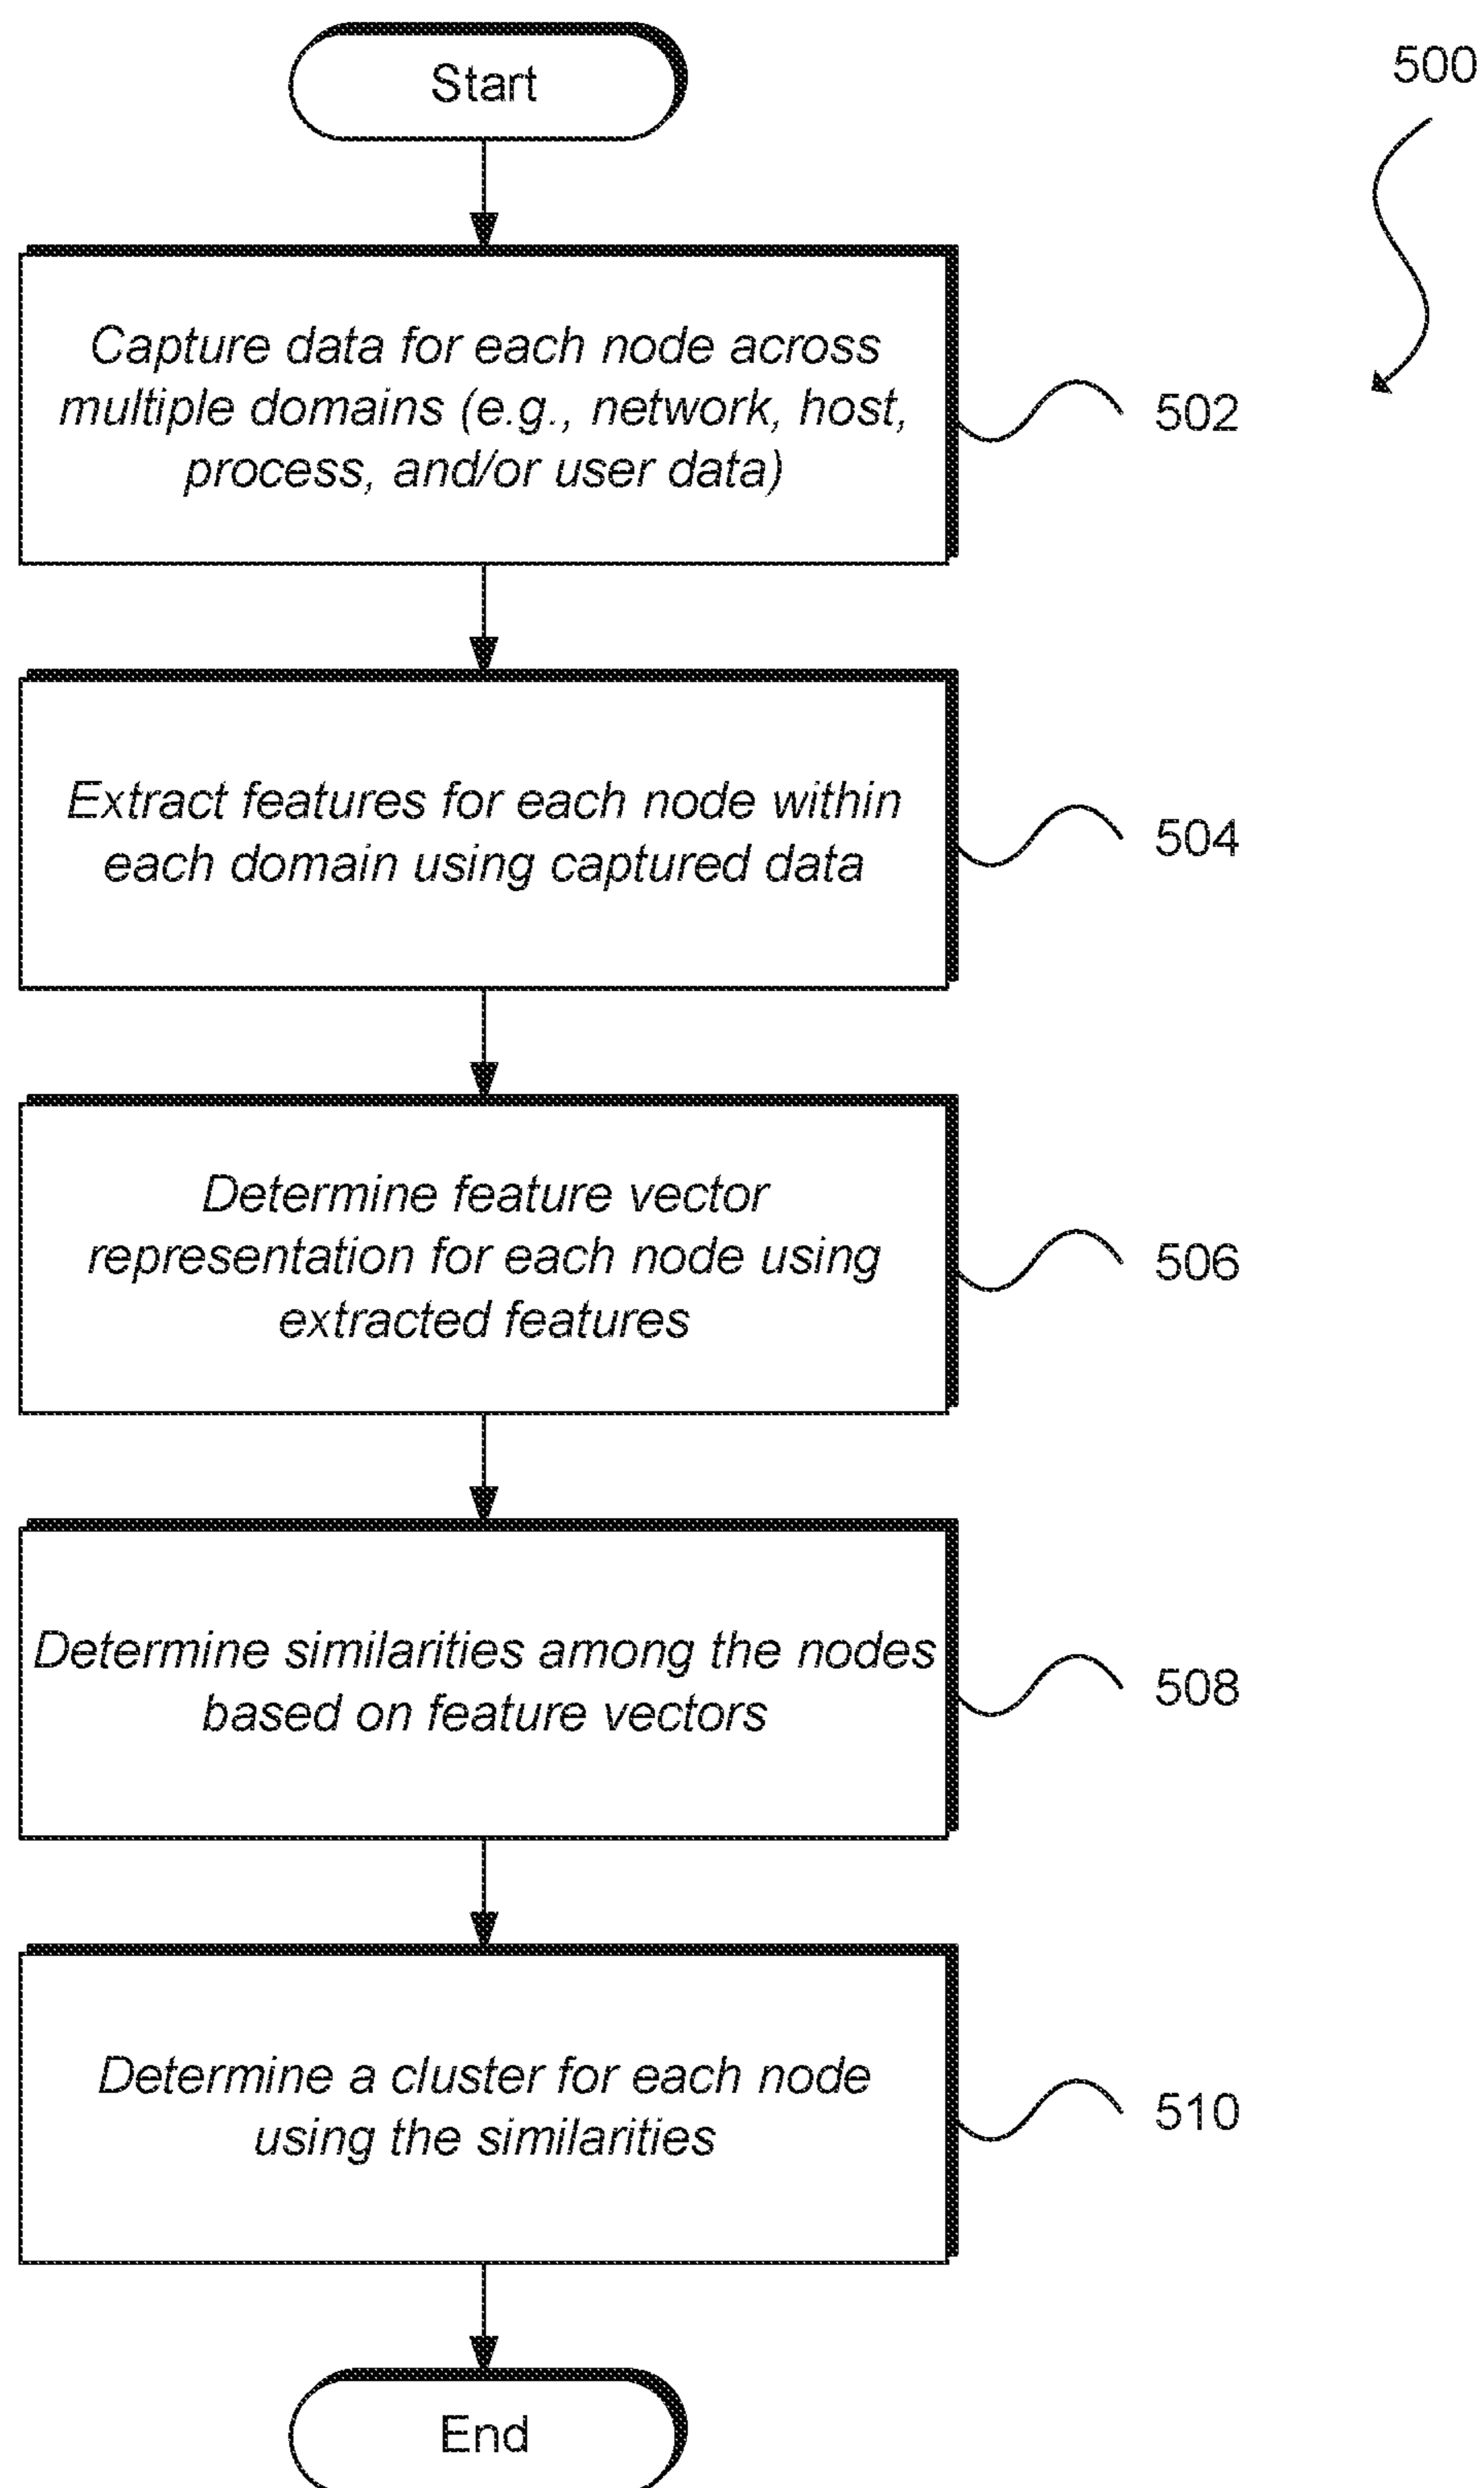 Start
500
Capture data for each node across
multiple domains (e.g., network, host,
process, and/or user data)
502
Extract features for each node within
each domain using captured data
504
Determine feature vector
representation for each node using
extracted features
506
Determine similarities among the nodes
based on feature vectors
508
Determine a cluster for each node
using the similarities
510
End